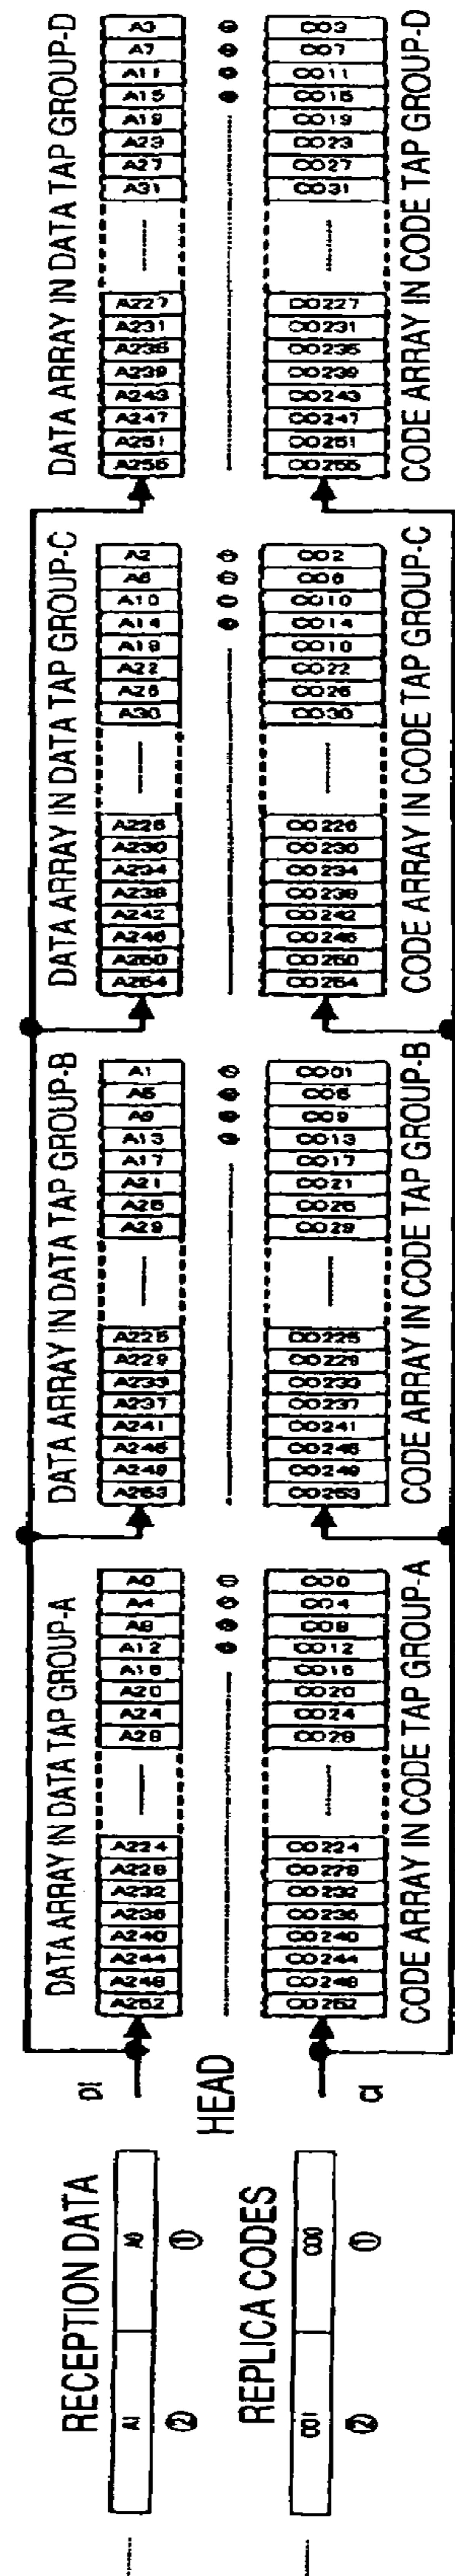 RECEPTION DATA
A1 A0
② ①
REPLICA CODES
C01 C00
② ①
DI
HEAD
CI
DATA ARRAY IN DATA TAP GROUP-A
A252 A248 A244 A240 A236 A232 A228 A224 A28 A24 A20 A16 A12 A8 A4 A0
C0252 C0248 C0244 C0240 C0236 C0232 C0228 C0224 C028 C024 C020 C016 C012 C08 C04 C00
CODE ARRAY IN CODE TAP GROUP-A
DATA ARRAY IN DATA TAP GROUP-B
A253 A249 A245 A241 A237 A233 A229 A225 A29 A25 A21 A17 A13 A9 A5 A1
C0253 C0249 C0245 C0241 C0237 C0233 C0229 C0225 C029 C025 C021 C017 C013 C09 C05 C001
CODE ARRAY IN CODE TAP GROUP-B
DATA ARRAY IN DATA TAP GROUP-C
A254 A250 A246 A242 A238 A234 A230 A226 A30 A26 A22 A18 A14 A10 A6 A2
C0254 C0250 C0246 C0242 C0238 C0234 C0230 C0226 C030 C026 C022 C014 C010 C06 C02
CODE ARRAY IN CODE TAP GROUP-C
DATA ARRAY IN DATA TAP GROUP-D
A255 A251 A247 A243 A239 A235 A231 A227 A31 A27 A23 A19 A15 A11 A7 A3
C0255 C0251 C0247 C0243 C0239 C0235 C0231 C0227 C031 C027 C023 C019 C015 C011 C07 C03
CODE ARRAY IN CODE TAP GROUP-D